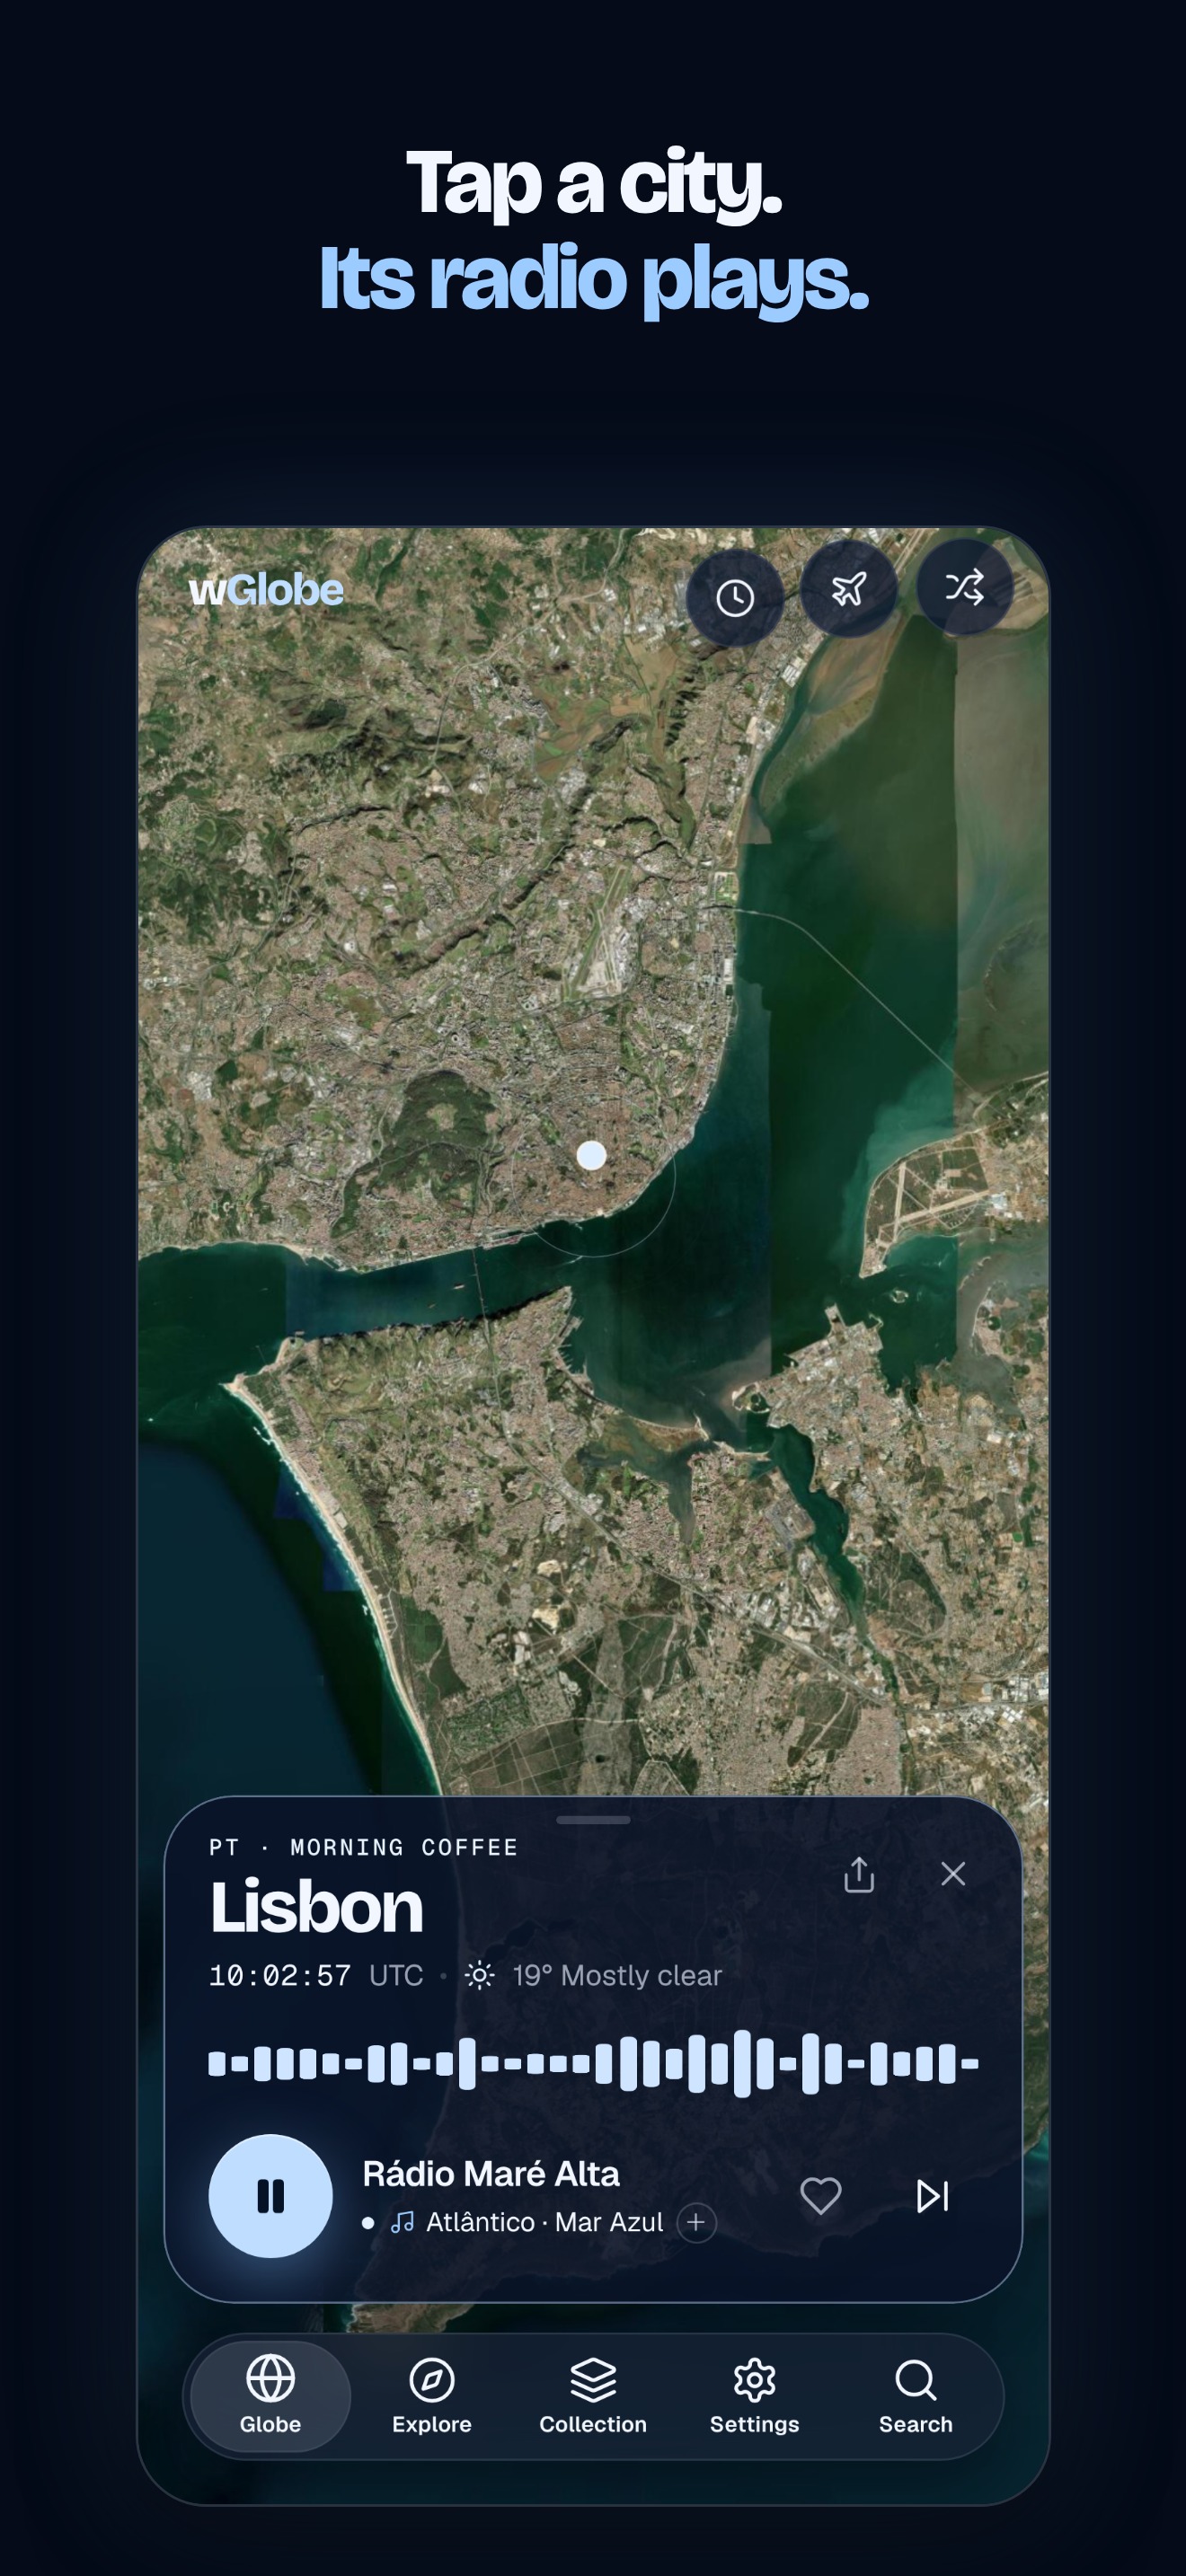 Tap a city.
Its radio plays.
wGlobe
PT · MORNING COFFEE
Lisbon
10:02:57 UTC • 19° Mostly clear
Rádio Maré Alta
Atlântico · Mar Azul
Globe
Explore
Collection
Settings
Search